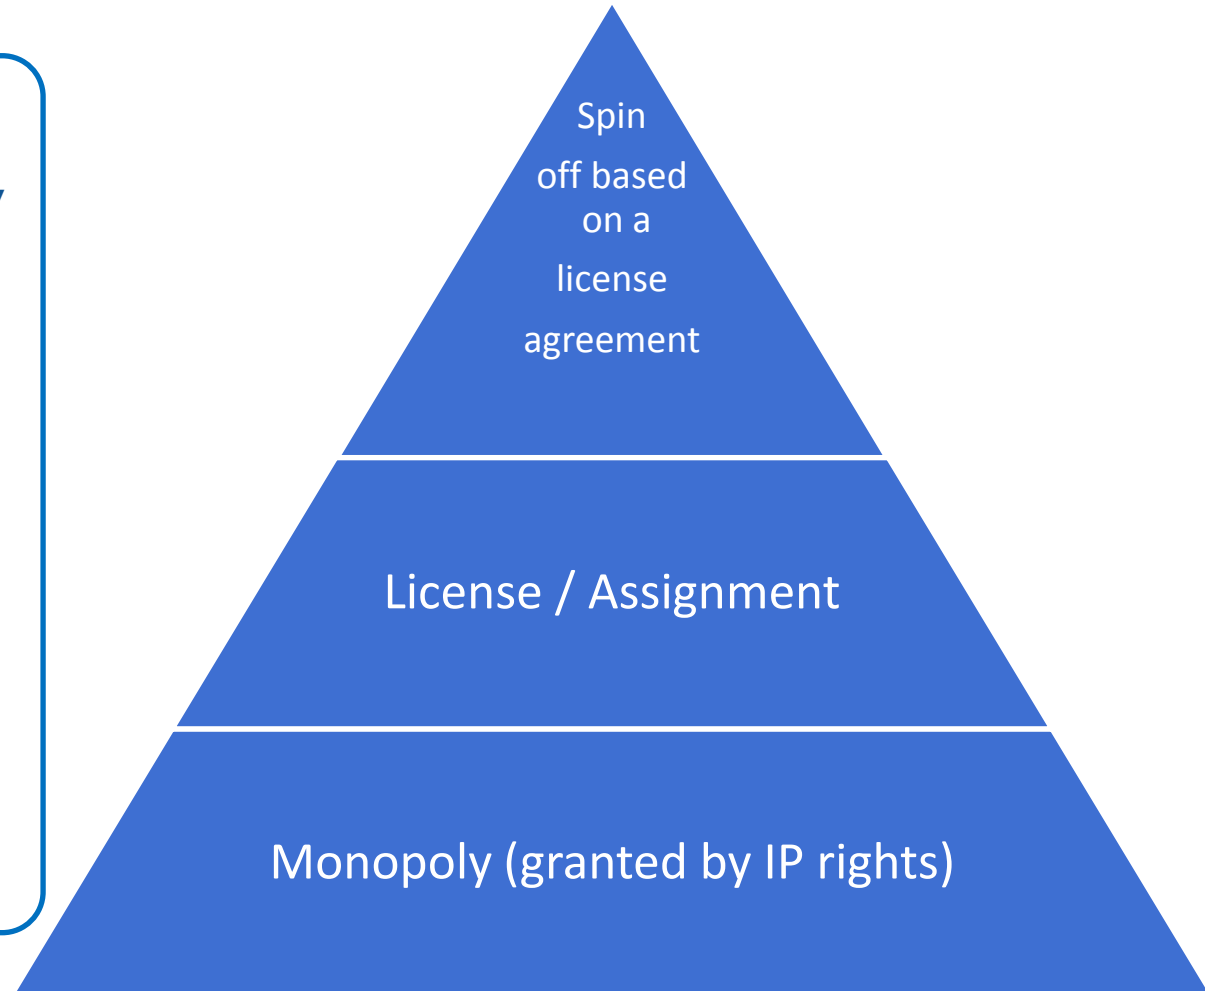 Spin
off based
on a
license
agreement
License / Assignment
Monopoly (granted by IP rights)